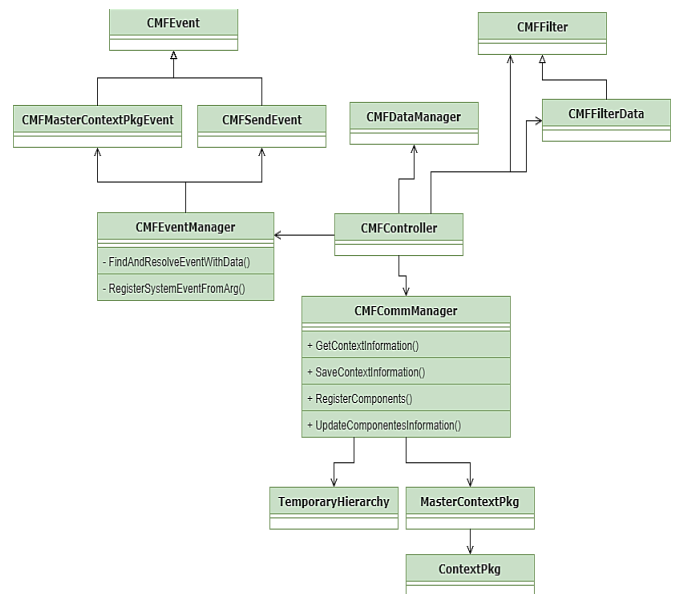 CMFEvent
CMFFilter
CMFMasterContextPkgEvent
CMFSendEvent
CMFDataManager
CMFFilterData
CMFEventManager
- FindAndResolveEventWithData()
- RegisterSystemEventFromArg()
CMFController
CMFCommManager
+ GetContextInformation()
+ SaveContextInformation()
+ RegisterComponents()
+ UpdateComponentesInformation()
TemporaryHierarchy
MasterContextPkg
ContextPkg